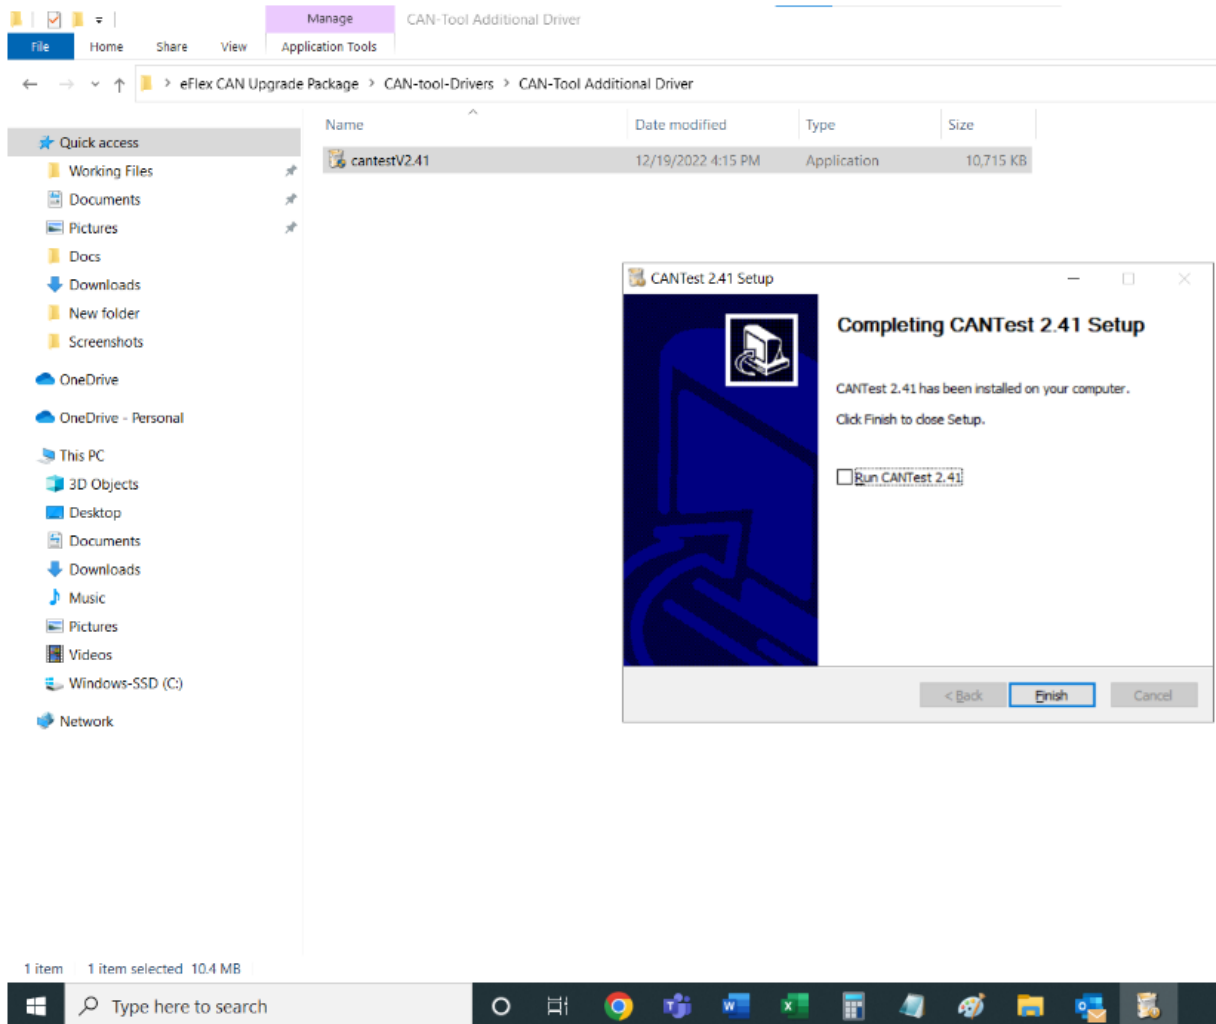 Manage
CAN-Tool Additional Driver
File
Home
Share
View
Application Tools
eFlex CAN Upgrade Package > CAN-tool-Drivers > CAN-Tool Additional Driver
Name
Date modified
Type
Size
cantestV2.41
12/19/2022 4:15 PM
Application
10,715 KB
Quick access
Working Files
Documents
Pictures
Docs
Downloads
New folder
Screenshots
OneDrive
OneDrive - Personal
This PC
3D Objects
Desktop
Documents
Downloads
Music
Pictures
Videos
Windows-SSD (C:)
Network
CANTest 2.41 Setup
Completing CANTest 2.41 Setup
CANTest 2.41 has been installed on your computer.
Click Finish to close Setup.
Run CANTest 2.41
< Back
Finish
Cancel
1 item
1 item selected 10.4 MB
Type here to search